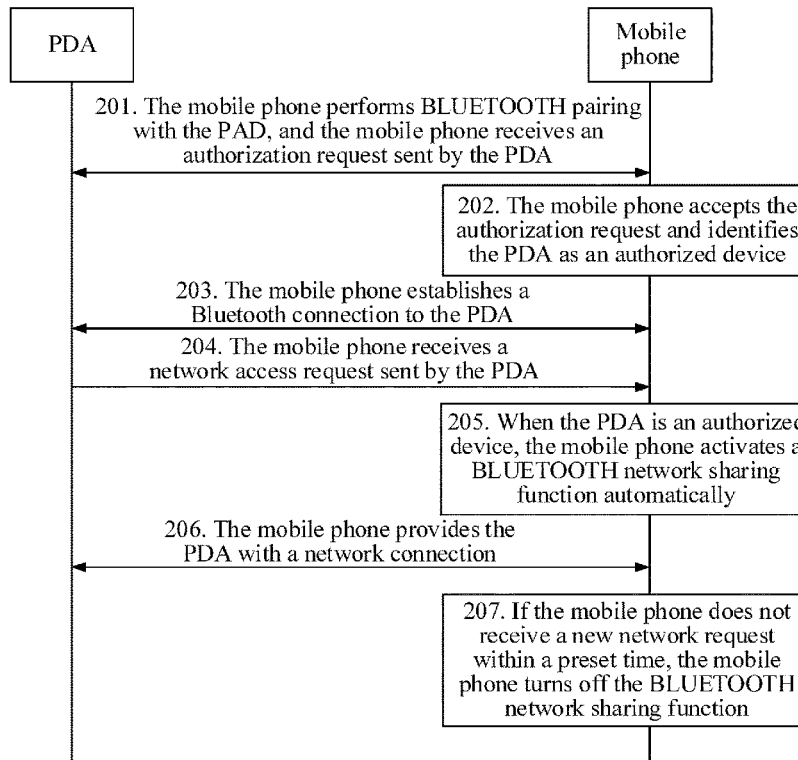 PDA
Mobile
phone
201. The mobile phone performs BLUETOOTH pairing
with the PAD, and the mobile phone receives an
authorization request sent by the PDA
202. The mobile phone accepts the
authorization request and identifies
the PDA as an authorized device
203. The mobile phone establishes a
Bluetooth connection to the PDA
204. The mobile phone receives a
network access request sent by the PDA
205. When the PDA is an authorized
device, the mobile phone activates a
BLUETOOTH network sharing
function automatically
206. The mobile phone provides the
PDA with a network connection
207. If the mobile phone does not
receive a new network request
within a preset time, the mobile
phone turns off the BLUETOOTH
network sharing function